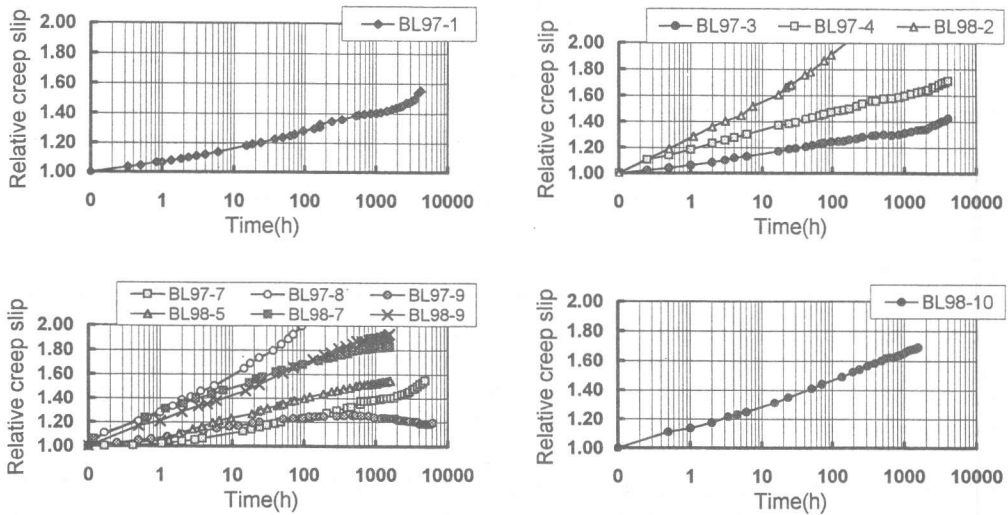 BL97-1
2.00
1.80
1.60
1.40
1.20
1.00
Relative creep slip
0 1 10 100 1000 10000
Time(h)
BL97-3 BL97-4 BL98-2
2.00
1.80
1.60
1.40
1.20
1.00
Relative creep slip
0 1 10 100 1000 10000
Time(h)
BL97-7 BL97-8 BL97-9
BL98-5 BL98-7 BL98-9
2.00
1.80
1.60
1.40
1.20
1.00
Relative creep slip
0 1 10 100 1000 10000
Time(h)
BL98-10
2.00
1.80
1.60
1.40
1.20
1.00
Relative creep slip
0 1 10 100 1000 10000
Time(h)